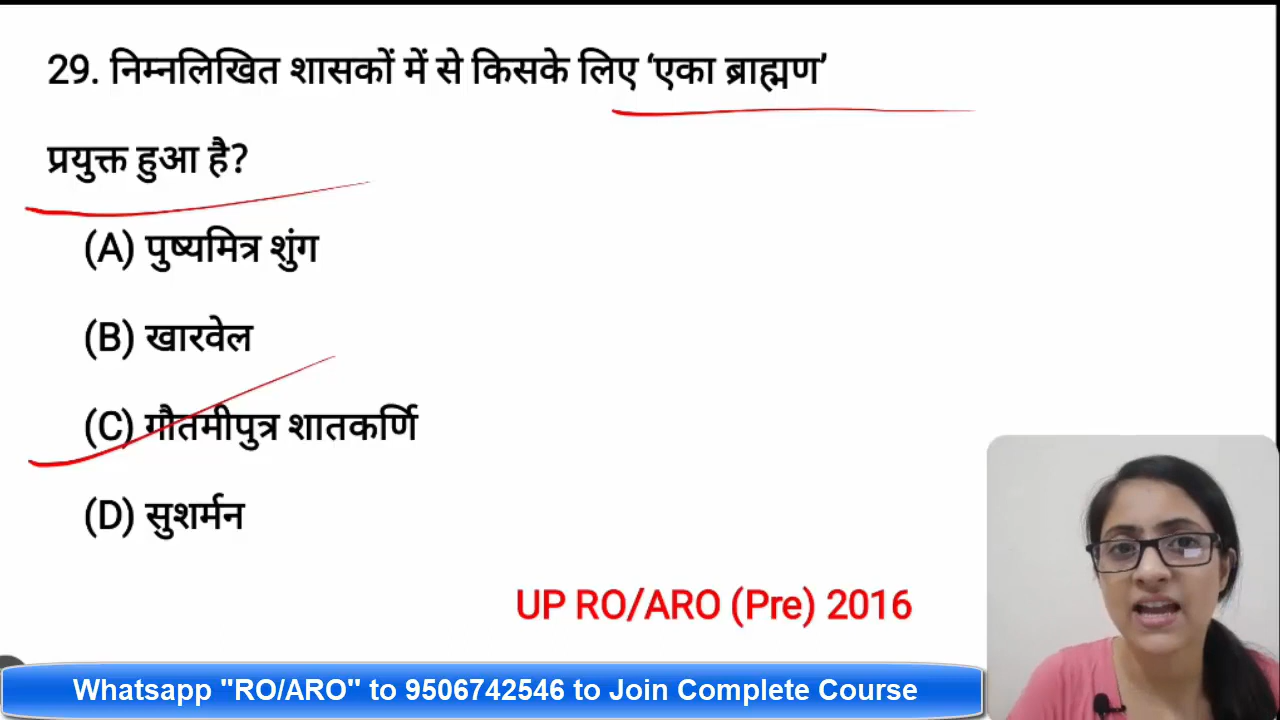 29. निम्नलिखित शासकों में से किसके लिए ‘एका ब्राह्मण’
प्रयुक्त हुआ है?
(A) पुष्यमित्र शुंग
(B) खारवेल
(C) गौतमीपुत्र शातकर्णि
(D) सुशर्मन
UP RO/ARO (Pre) 2016
Whatsapp "RO/ARO" to 9506742546 to Join Complete Course